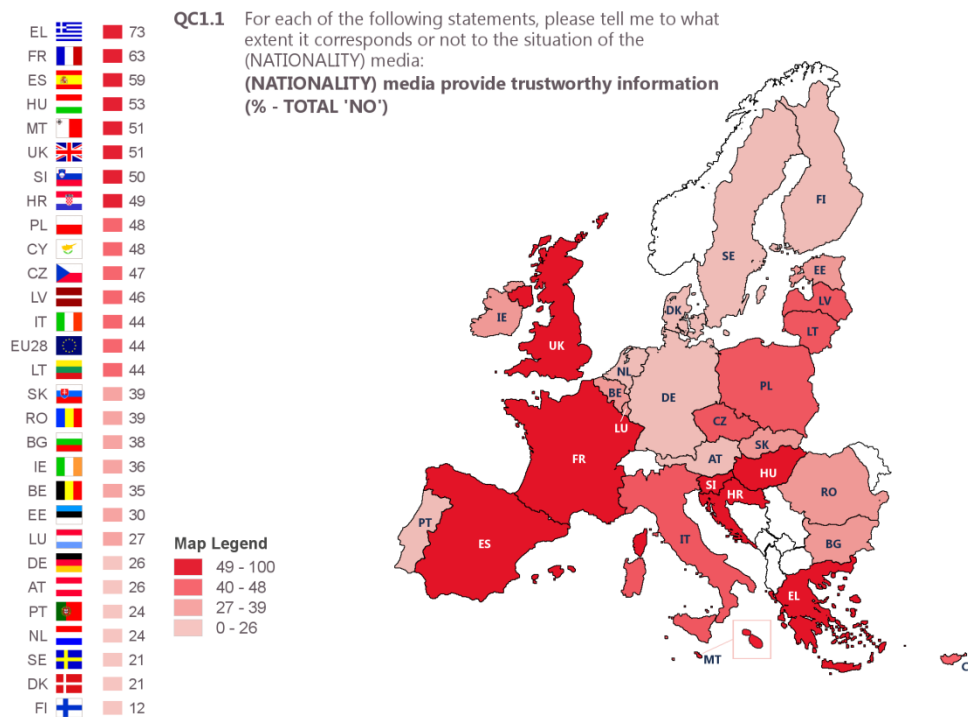 QC1.1 For each of the following statements, please tell me to what
extent it corresponds or not to the situation of the
(NATIONALITY) media:
(NATIONALITY) media provide trustworthy information
(% - TOTAL 'NO')
EL 73
FR 63
ES 59
HU 53
MT 51
UK 51
SI 50
HR 49
PL 48
CY 48
CZ 47
LV 46
IT 44
EU28 44
LT 44
SK 39
RO 39
BG 38
IE 36
BE 35
EE 30
LU 27
DE 26
AT 26
PT 24
NL 24
SE 21
DK 21
FI 12
Map Legend
49 - 100
40 - 48
27 - 39
0 - 26
FI
SE
EE
LV
DK
LT
IE
UK
NL
PL
BE
DE
LU
CZ
SK
FR
AT
HU
SI
HR
RO
PT
ES
IT
BG
EL
MT